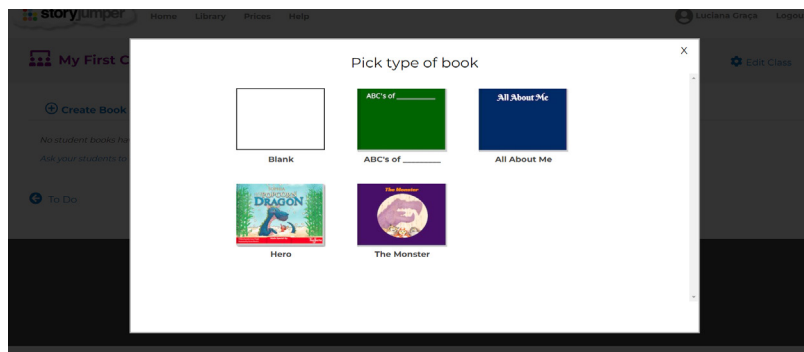 storyjumper Home Library Prices Help Luciana Graça Logou
My First C
Edit Class
Pick type of book
X
Create Book
No student books ha
Ask your students to
To Do
ABC's of ________
All About Me
Blank
ABC's of ________
All About Me
DRAGON
The Monster
Hero
The Monster